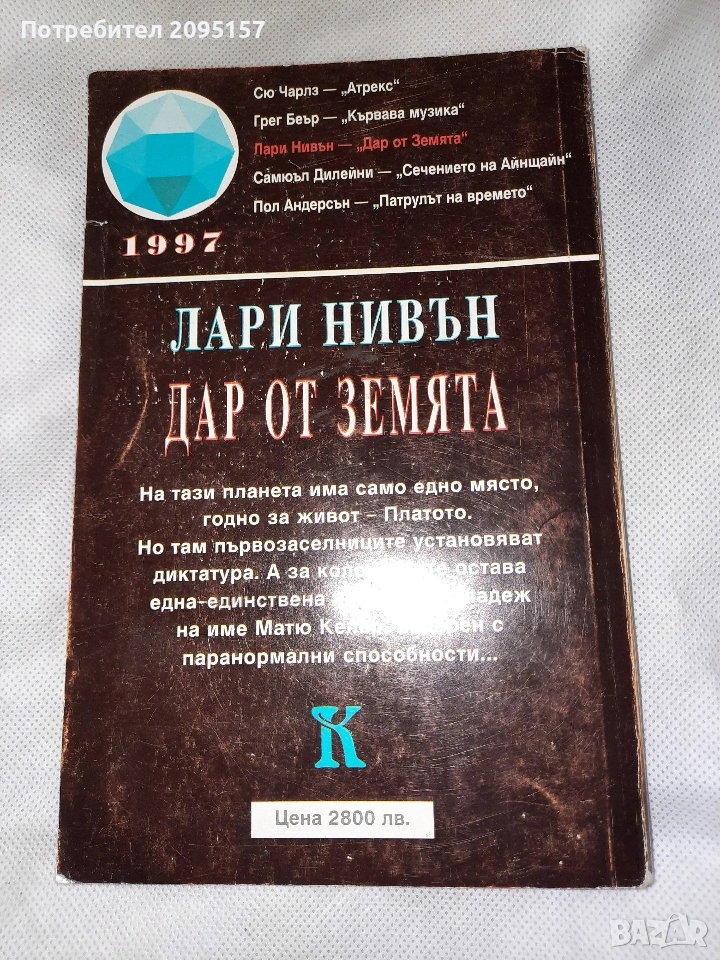 Потребител 2095157
Сю Чарлз — „Атрекс“
Грег Беър — „Кървава музика“
Лари Нивън — „Дар от Земята“
Самюъл Дилейни — „Сечението на Айнщайн“
Пол Андерсън — „Патрулът на времето“
1997
ЛАРИ НИВЪН
ДАР ОТ ЗЕМЯТА
На тази планета има само едно място,
годно за живот – Платото.
Но там първозаселниците установяват
диктатура. А за остава
една-единствена
на име Матю с
паранормални способности...
K
Цена 2800 лв.
BAZAR